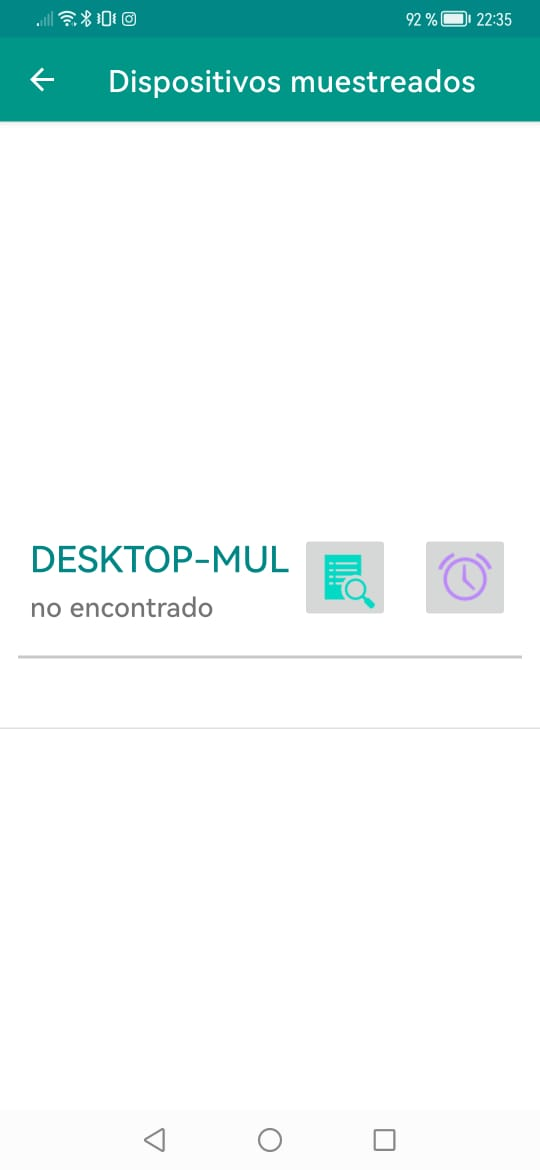 92 % 22:35
Dispositivos muestreados
DESKTOP-MUL
no encontrado